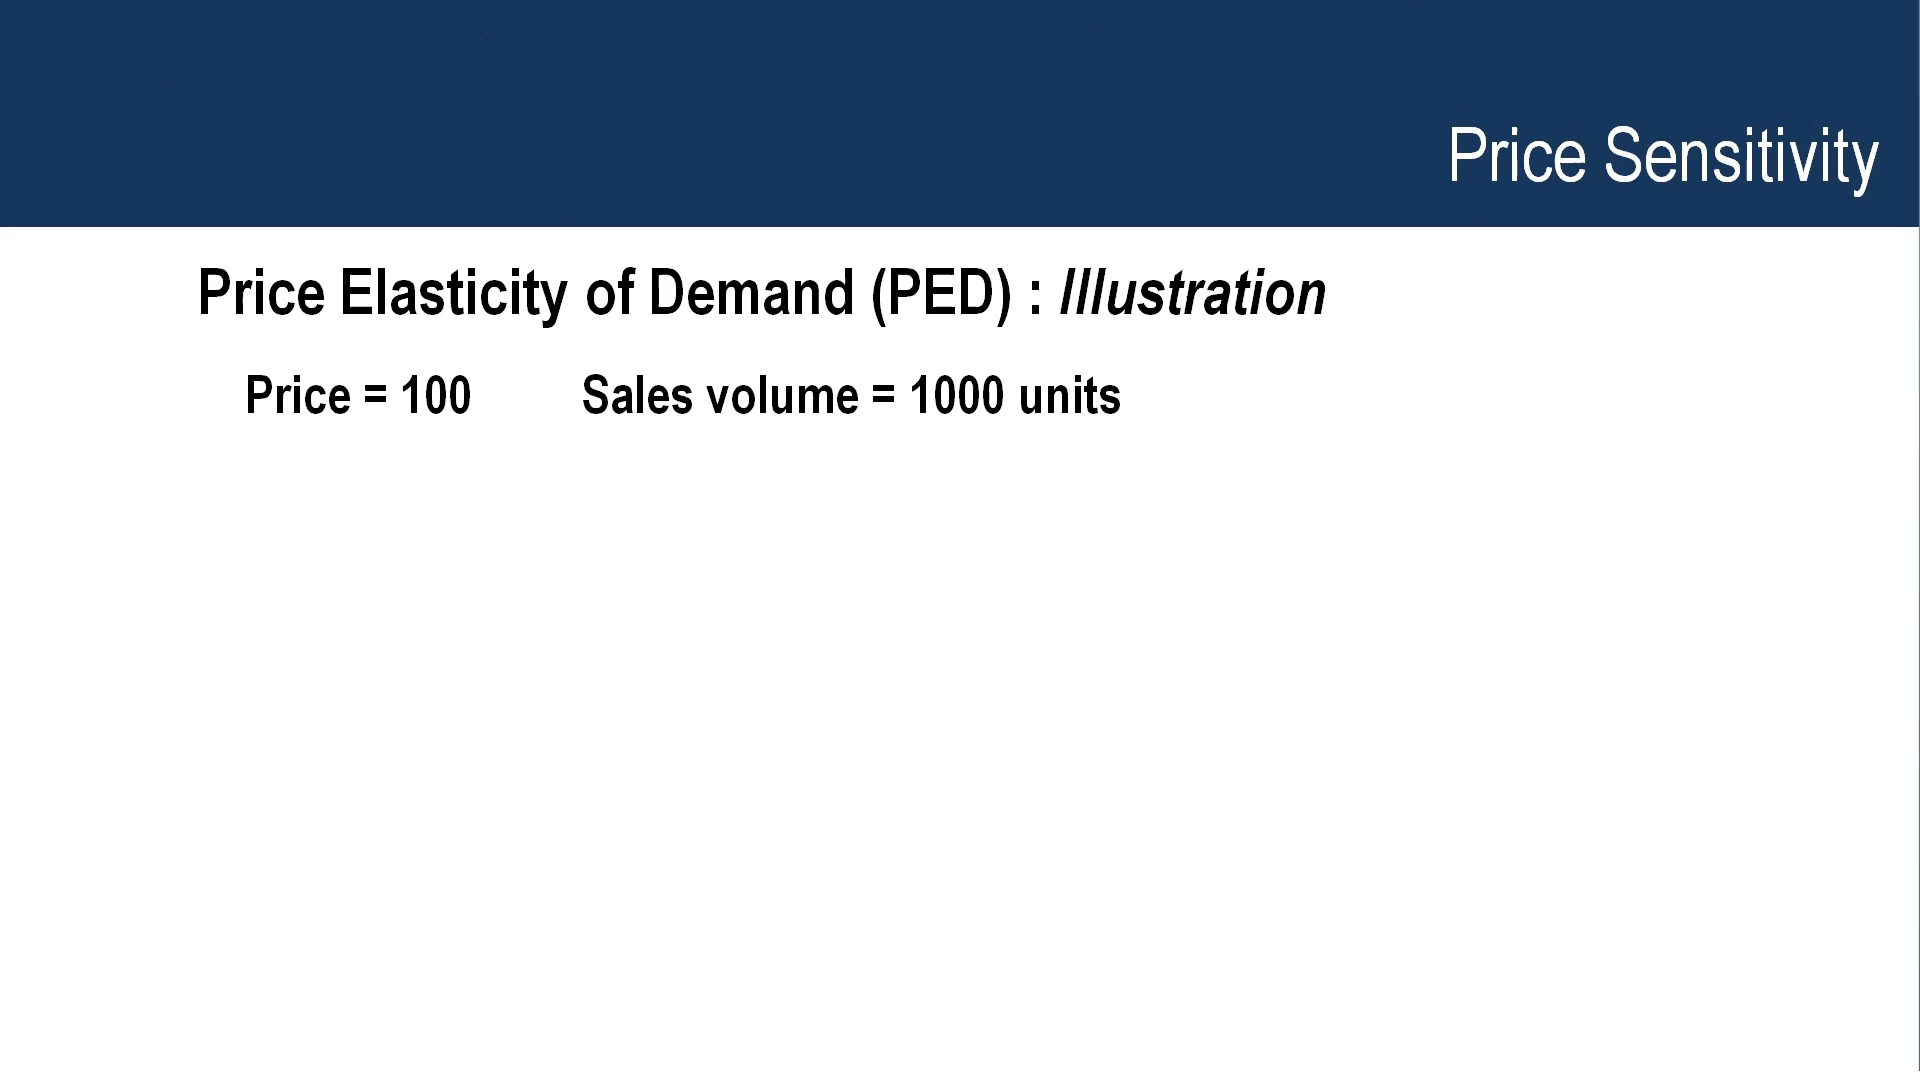 Price Sensitivity
Price Elasticity of Demand (PED) : Illustration
Price = 100 Sales volume = 1000 units